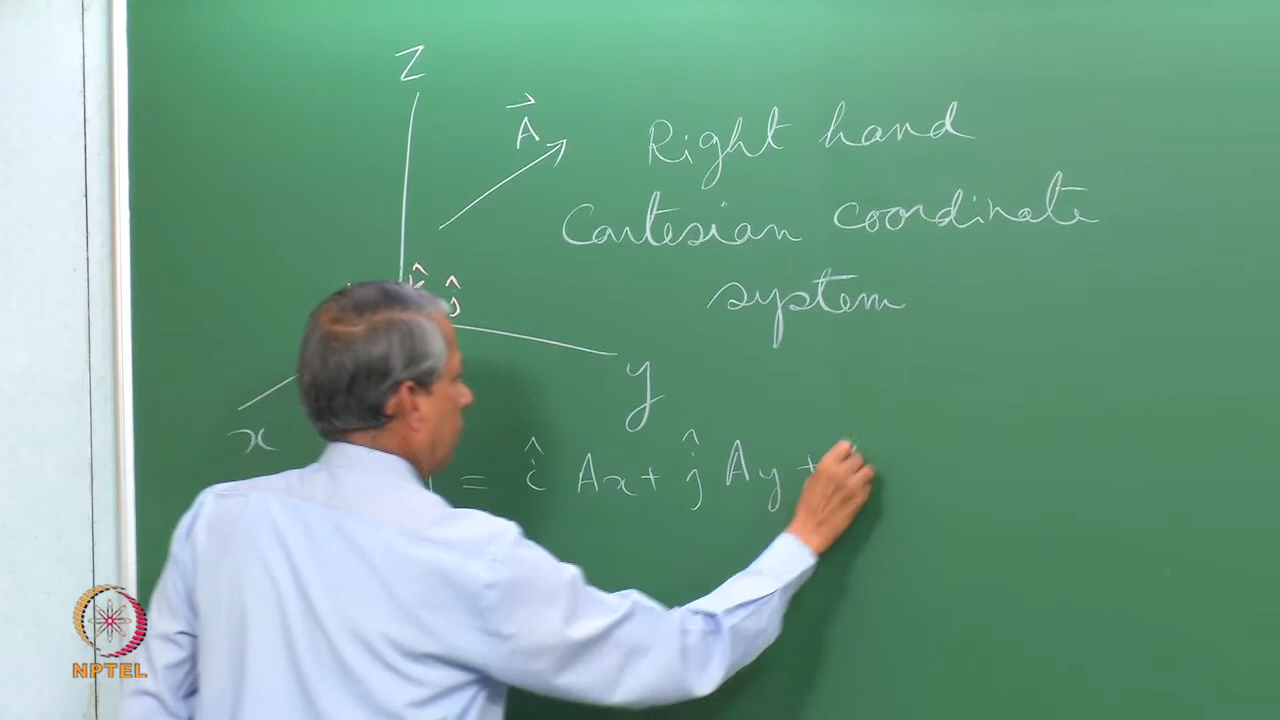 Z
A⃗
Right hand
Cartesian coordinate
system
k̂ ĵ
y
x
= î Ax + ĵ Ay +
NPTEL